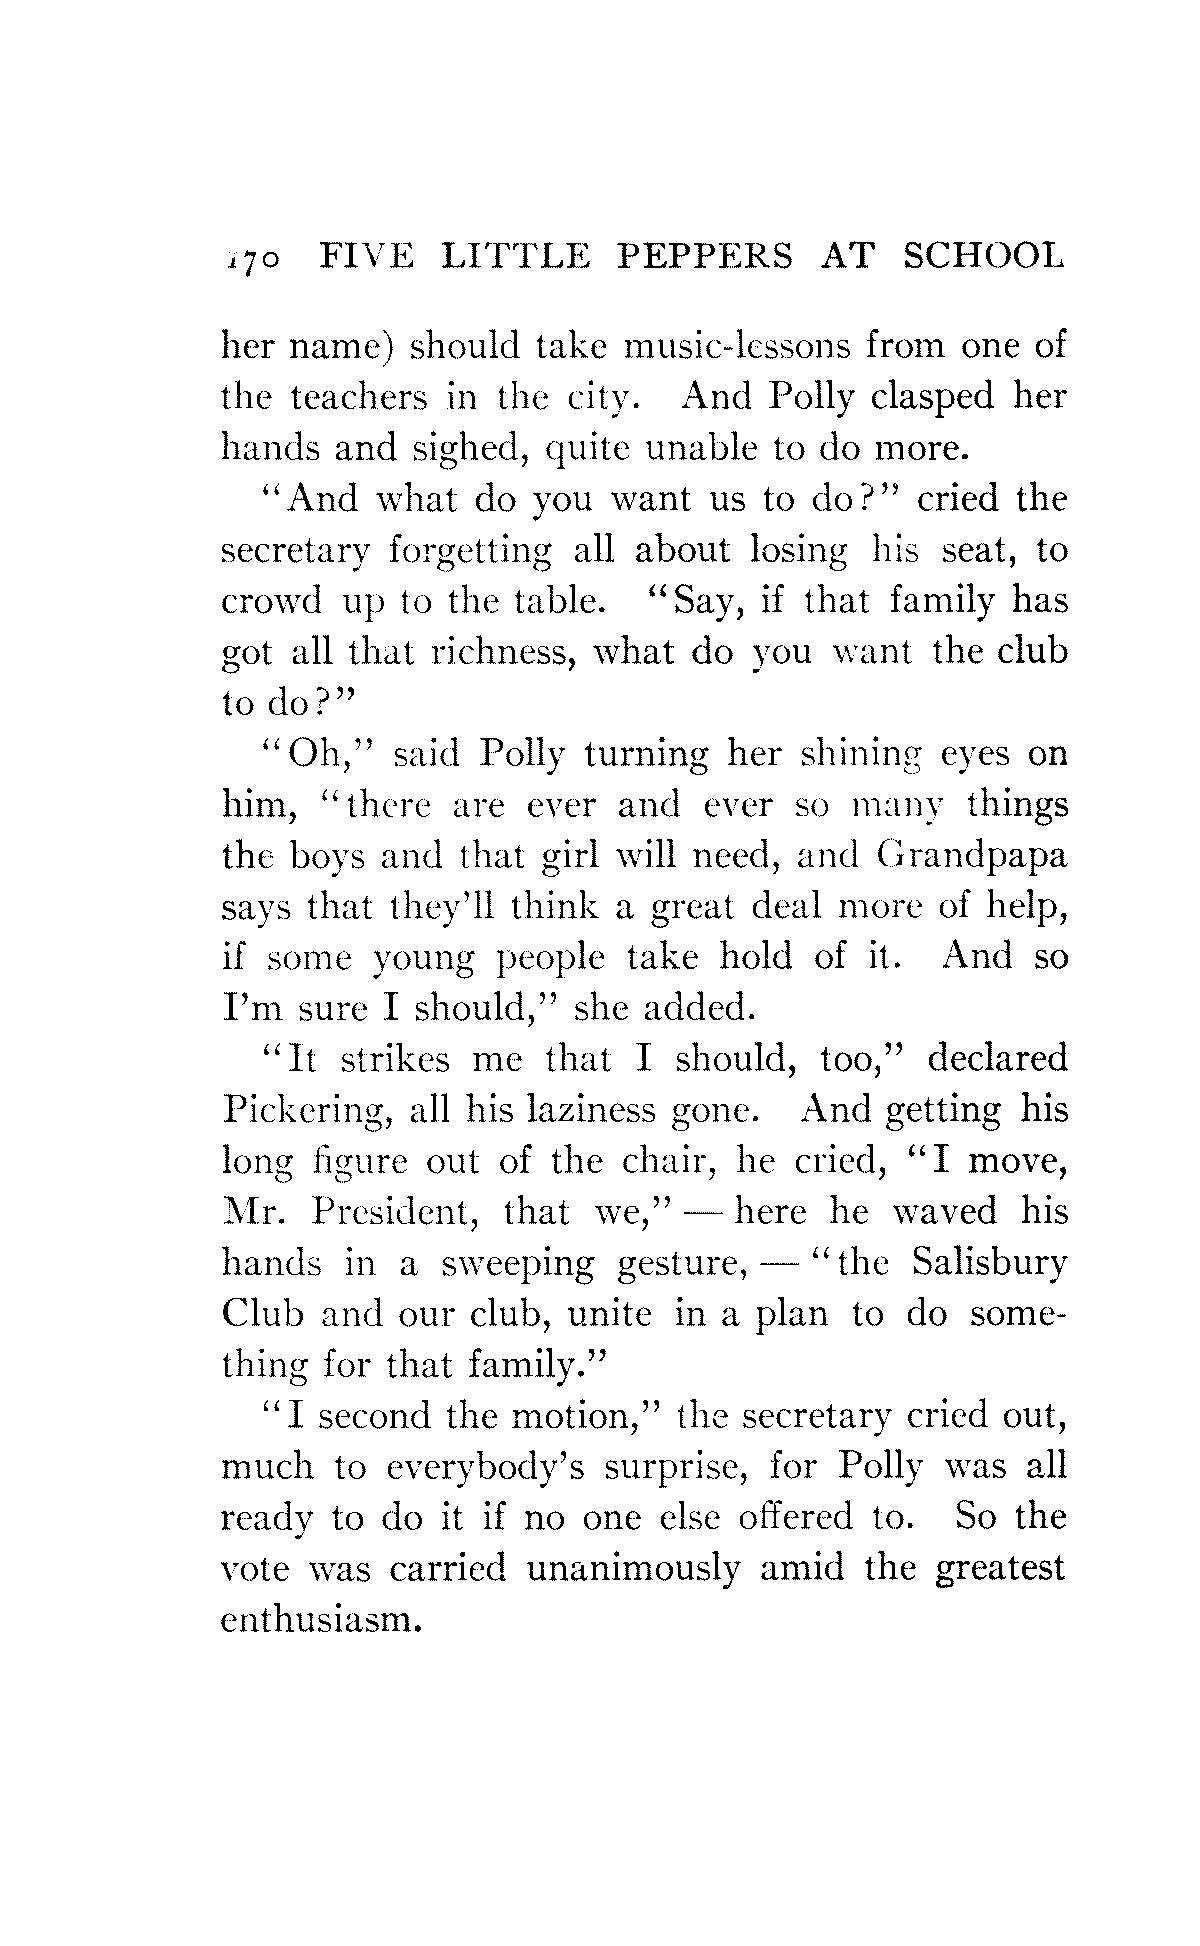 170 FIVE LITTLE PEPPERS AT SCHOOL
her name) should take music-lessons from one of
the teachers in the city. And Polly clasped her
hands and sighed, quite unable to do more.
"And what do you want us to do?" cried the
secretary forgetting all about losing his seat, to
crowd up to the table. "Say, if that family has
got all that richness, what do you want the club
to do?"
"Oh," said Polly turning her shining eyes on
him, "there are ever and ever so many things
the boys and that girl will need, and Grandpapa
says that they'll think a great deal more of help,
if some young people take hold of it. And so
I'm sure I should," she added.
"It strikes me that I should, too," declared
Pickering, all his laziness gone. And getting his
long figure out of the chair, he cried, "I move,
Mr. President, that we," — here he waved his
hands in a sweeping gesture, — "the Salisbury
Club and our club, unite in a plan to do some-
thing for that family."
"I second the motion," the secretary cried out,
much to everybody's surprise, for Polly was all
ready to do it if no one else offered to. So the
vote was carried unanimously amid the greatest
enthusiasm.